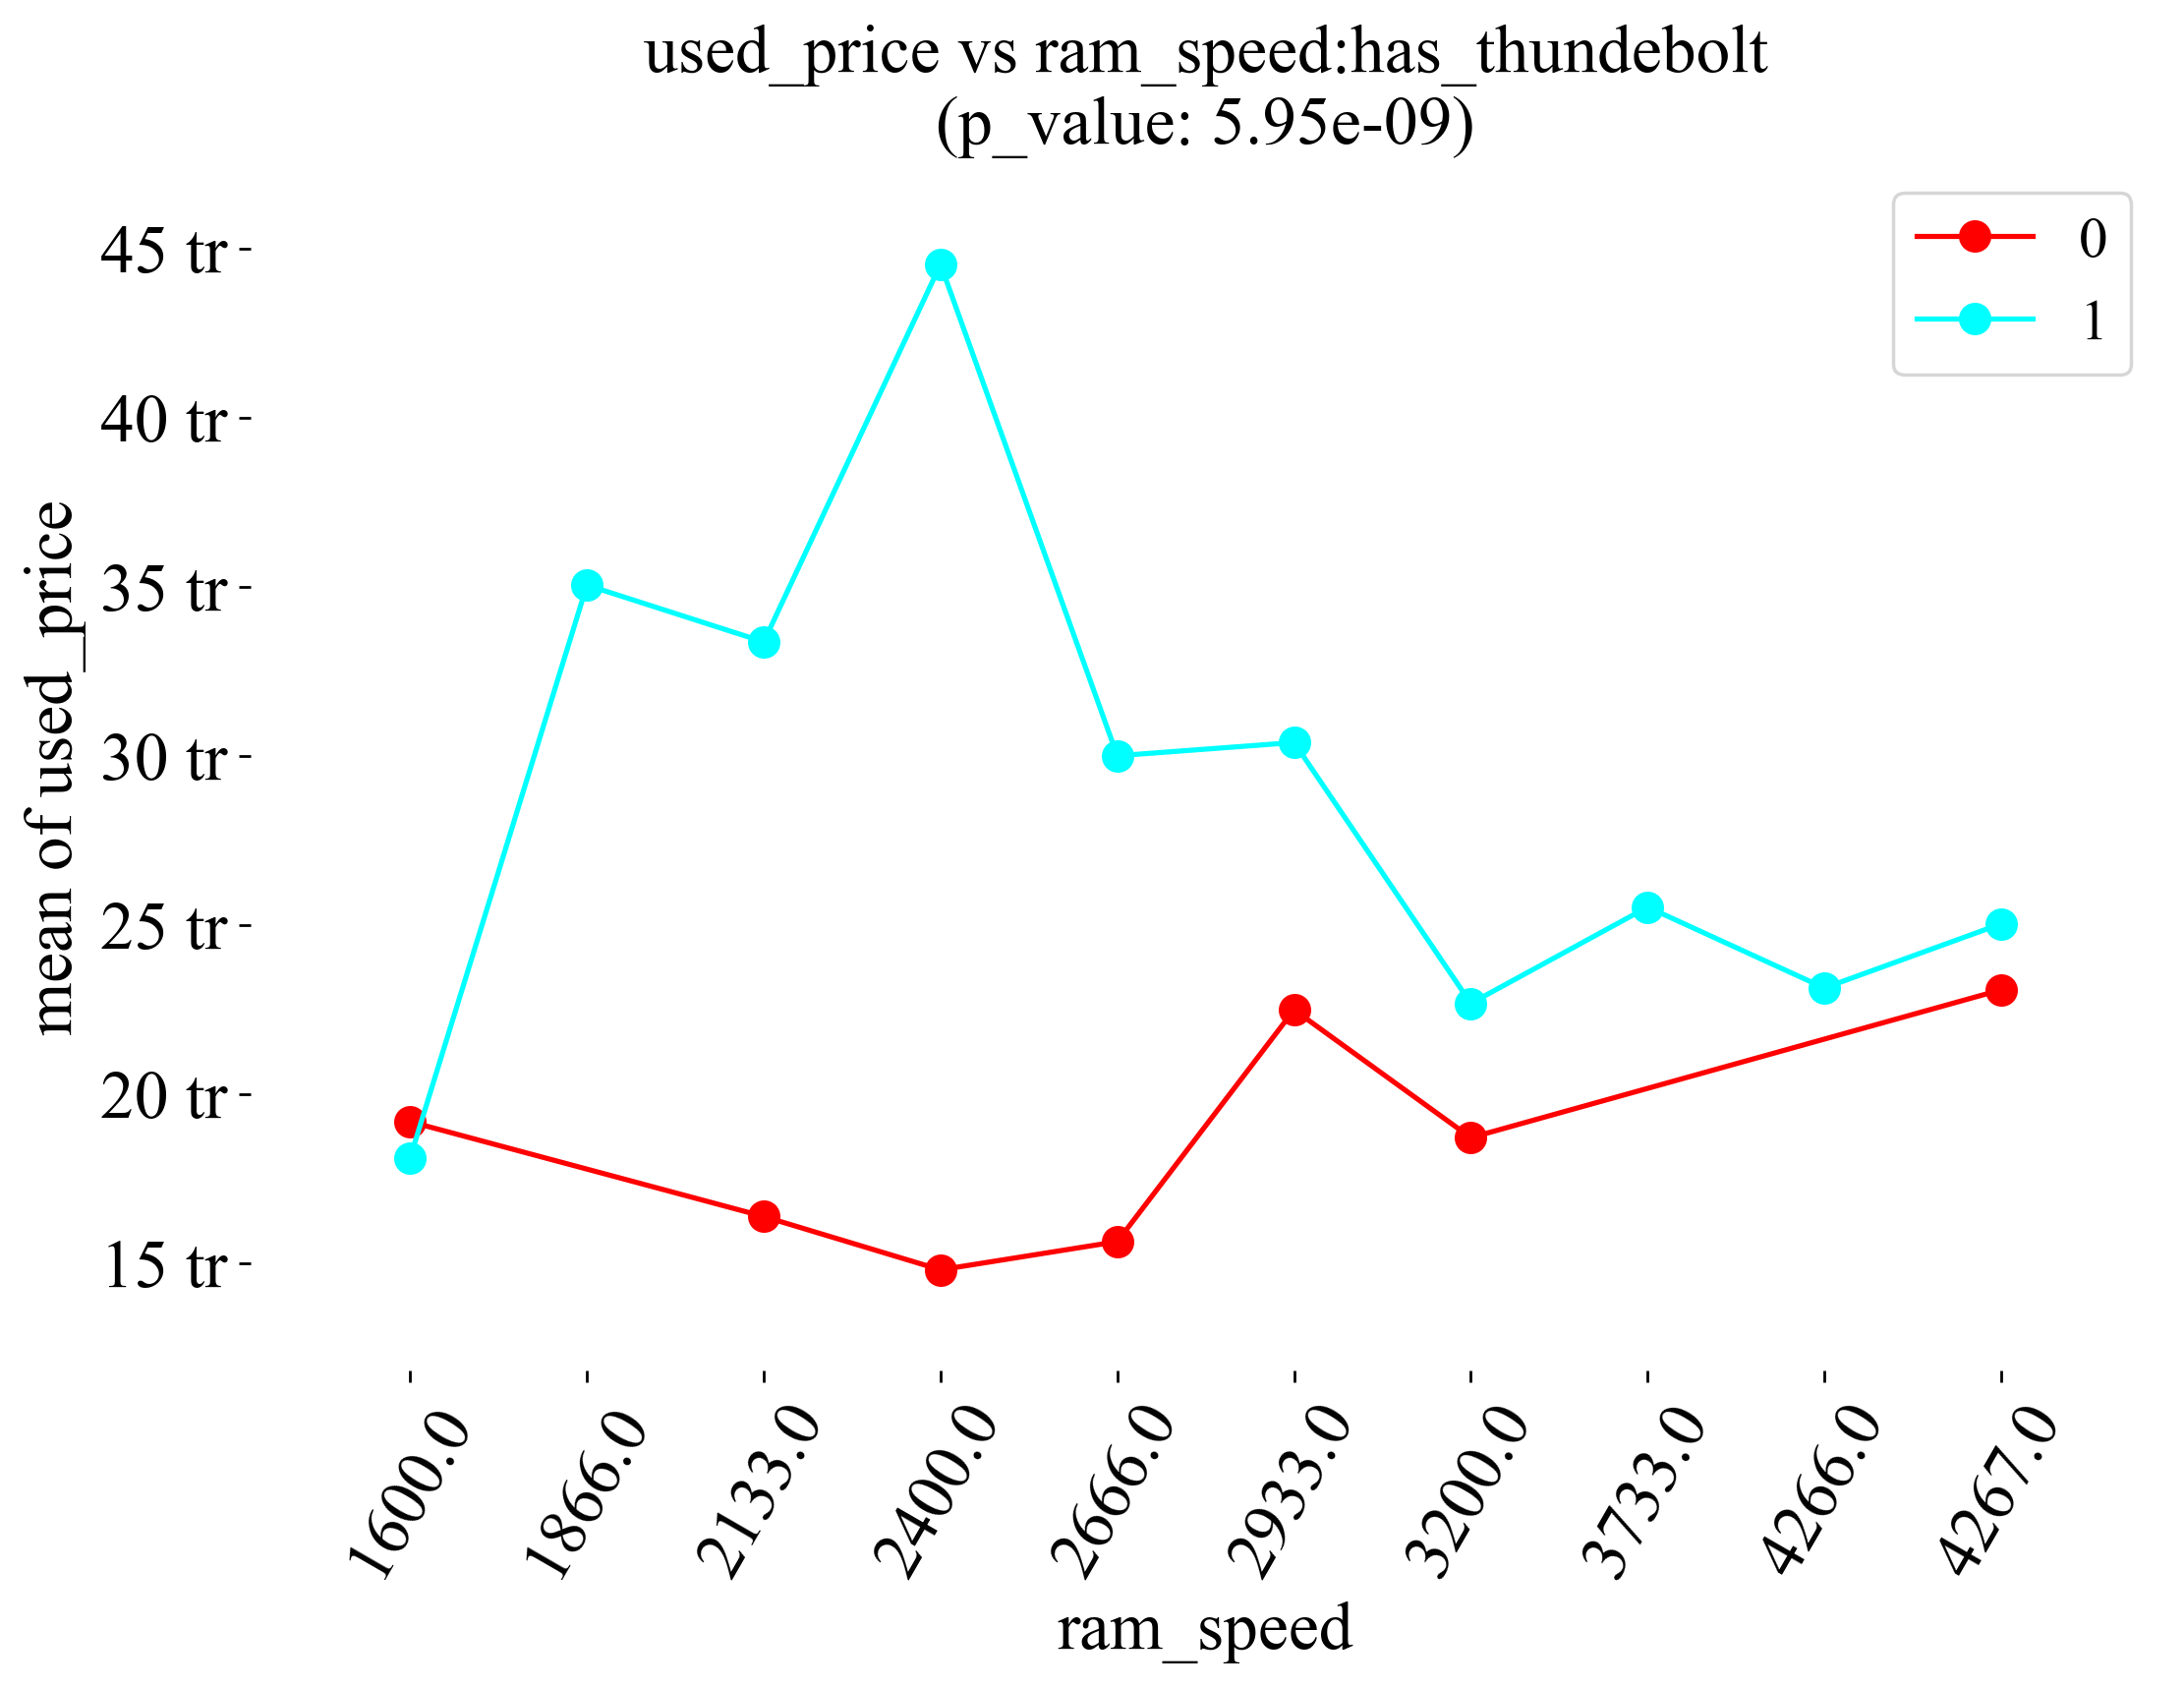 used_price vs ram_speed:has_thundebolt
(p_value: 5.95e-09)
0
1
45 tr
40 tr
35 tr
30 tr
25 tr
20 tr
15 tr
mean of used_price
1600.0
1866.0
2133.0
2400.0
2666.0
2933.0
3200.0
3733.0
4266.0
4267.0
ram_speed